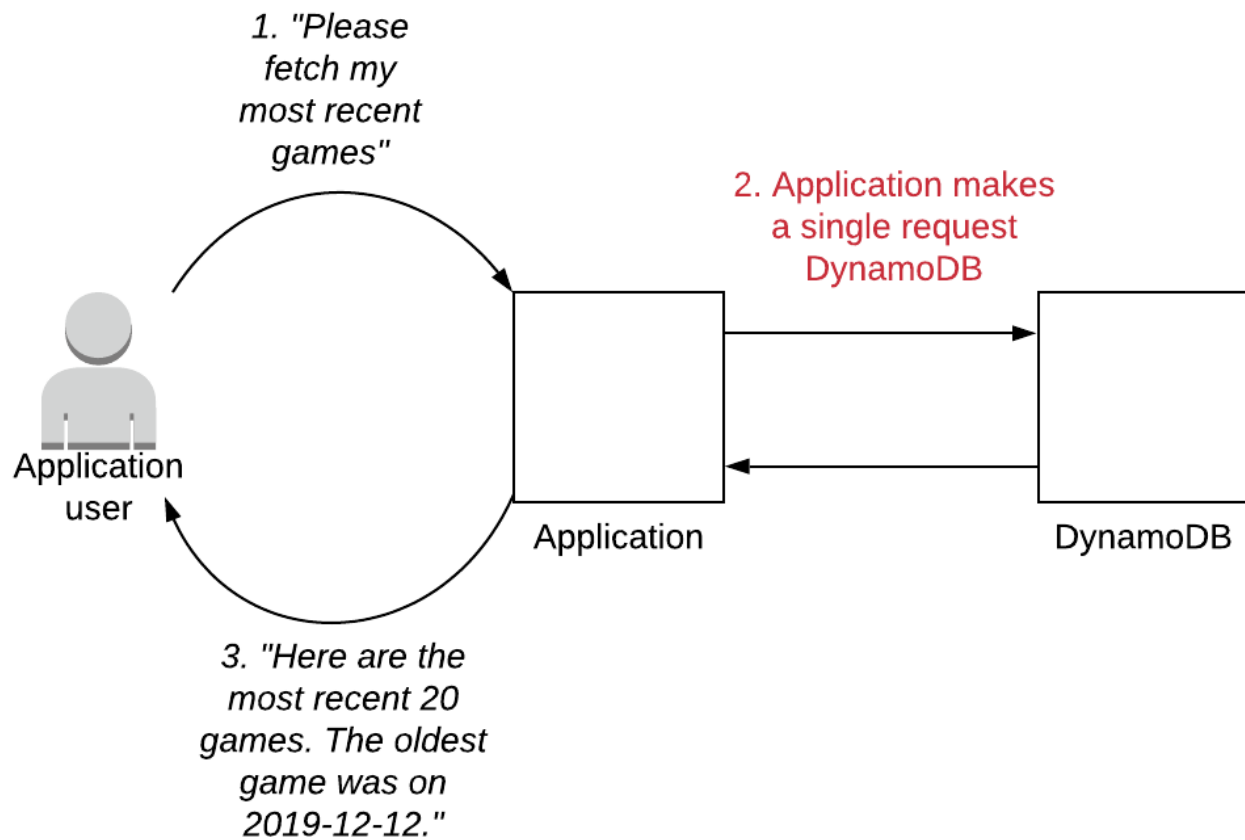 1. "Please
fetch my
most recent
games"
2. Application makes
a single request
DynamoDB
Application
user
Application
DynamoDB
3. "Here are the
most recent 20
games. The oldest
game was on
2019-12-12."